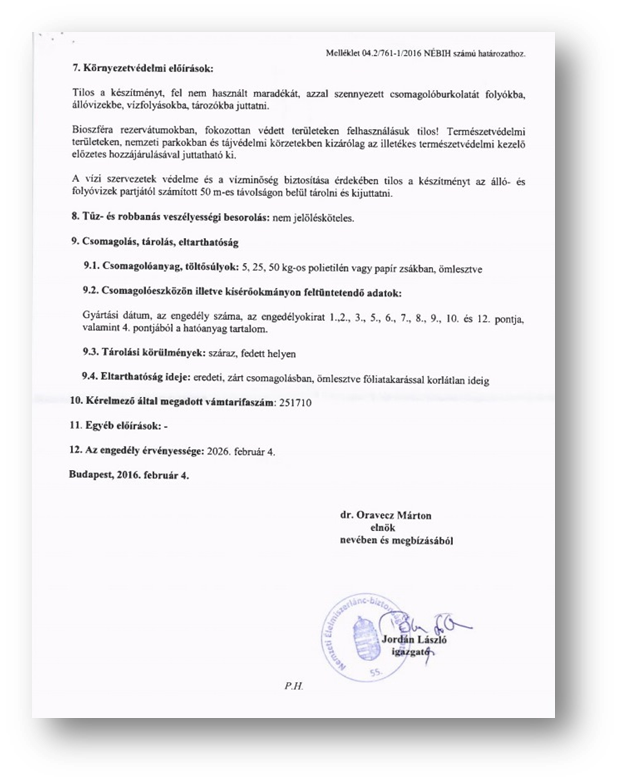 Melléklet 04.2/761-1/2016 NÉBIH számú határozathoz.
7. Környezetvédelmi előírások:
Tilos a készítményt, fel nem használt maradékát, azzal szennyezett csomagolóburkolatát folyókba,
állóvizekbe, vízfolyásokba, tározókba juttatni.
Bioszféra rezervátumokban, fokozottan védett területeken felhasználásuk tilos! Természetvédelmi
területeken, nemzeti parkokban és tájvédelmi körzetekben kizárólag az illetékes természetvédelmi kezelő
előzetes hozzájárulásával juttatható ki.
A vízi szervezetek védelme és a vízminőség biztosítása érdekében tilos a készítményt az álló- és
folyóvizek partjától számított 50 m-es távolságon belül tárolni és kijuttatni.
8. Tűz- és robbanás veszélyességi besorolás: nem jelölésköteles.
9. Csomagolás, tárolás, eltarthatóság
9.1. Csomagolóanyag, töltősúlyok: 5, 25, 50 kg-os polietilén vagy papír zsákban, ömlesztve
9.2. Csomagolóeszközön illetve kísérőokmányon feltüntetendő adatok:
Gyártási dátum, az engedély száma, az engedélyokirat 1.,2., 3., 5., 6., 7., 8., 9., 10. és 12. pontja,
valamint 4. pontjából a hatóanyag tartalom.
9.3. Tárolási körülmények: száraz, fedett helyen
9.4. Eltarthatóság ideje: eredeti, zárt csomagolásban, ömlesztve fóliatakarással korlátlan ideig
10. Kérelmező által megadott vámtarifaszám: 251710
11. Egyéb előírások: -
12. Az engedély érvényessége: 2026. február 4.
Budapest, 2016. február 4.
dr. Oravecz Márton
elnök
nevében és megbízásából
Nemzeti Élelmiszerlánc-bizto
Jordán László
igazgató
55.
P.H.